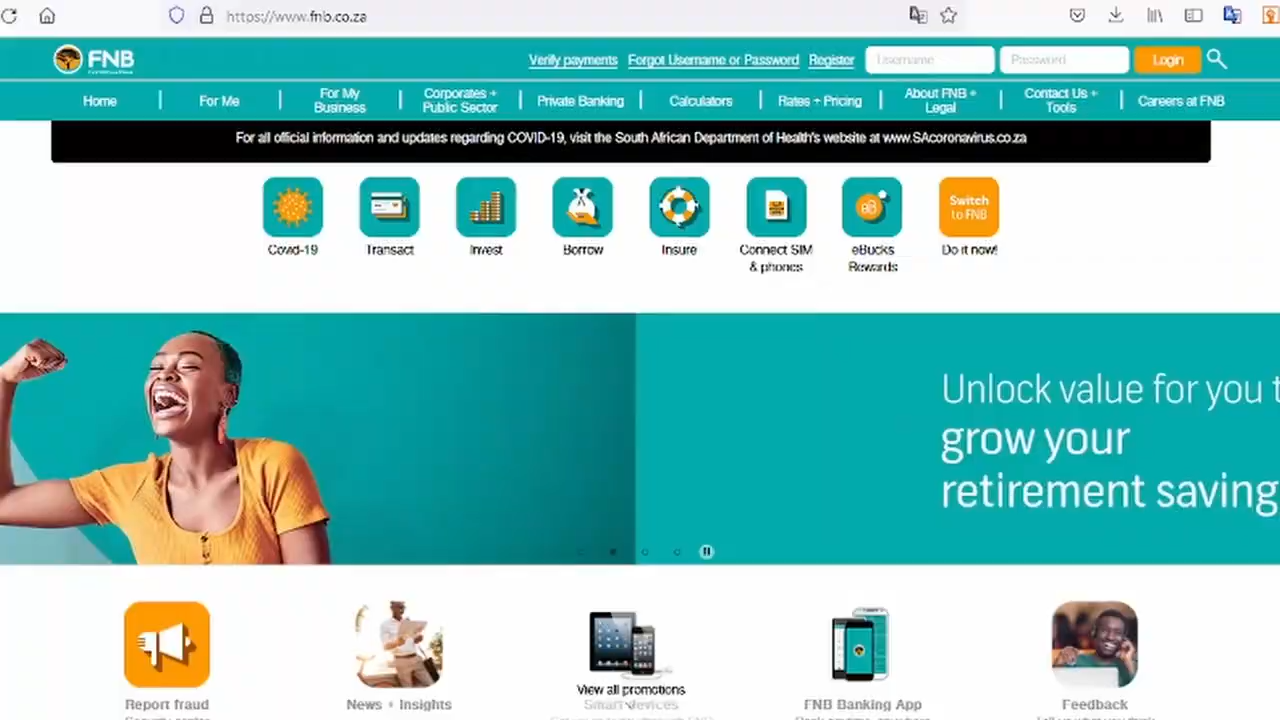 https://www.fnb.co.za
FNB
Verify payments
Forgot Username or Password
Register
Username
Password
Login
Home
For Me
For My
Business
Corporates +
Public Sector
Private Banking
Calculators
Rates + Pricing
About FNB +
Legal
Contact Us +
Tools
Careers at FNB
For all official information and updates regarding COVID-19, visit the South African Department of Health's website at www.SAcoronavirus.co.za
Covid-19
Transact
Invest
Borrow
Insure
Connect SIM
& phones
eB
eBucks
Rewards
Switch
to FNB
Do it now!
Unlock value for you t
grow your
retirement saving
View all promotions
Report fraud
News + Insights
Smart devices
FNB Banking App
Feedback